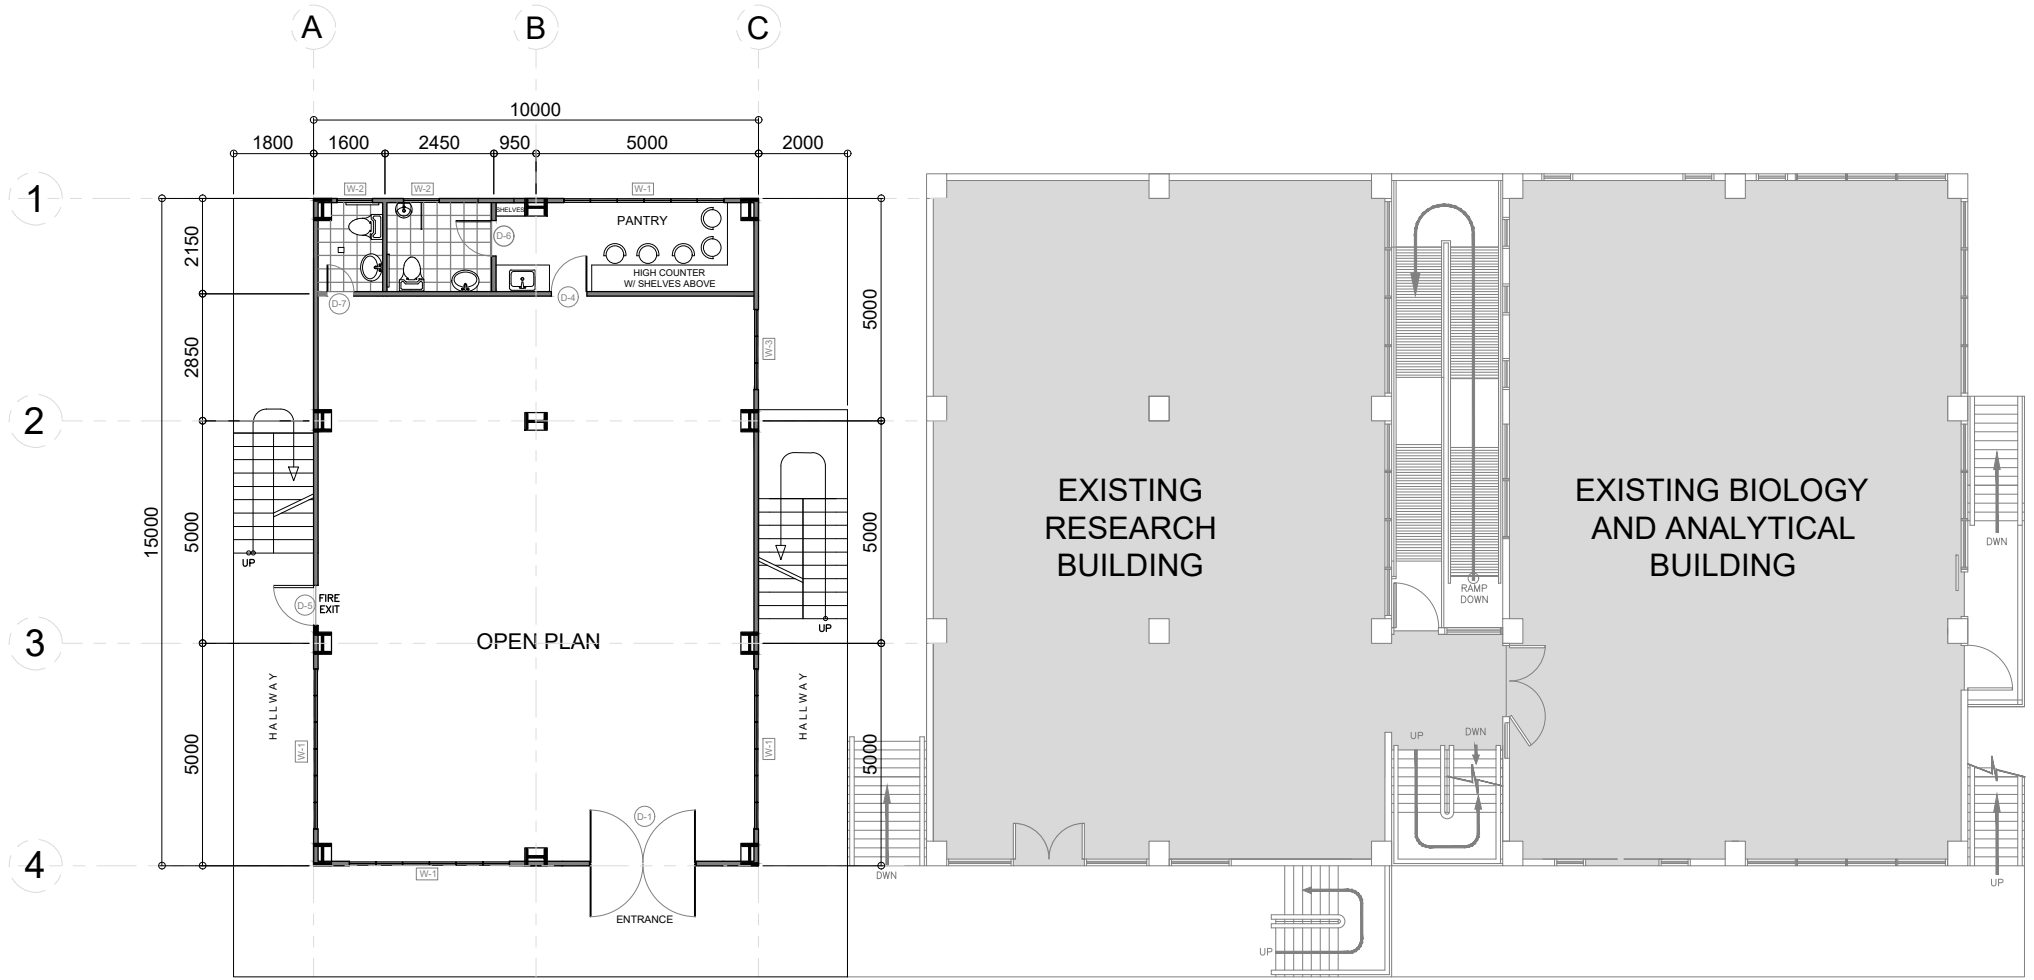 A
B
C
10000
1800
1600
2450
950
5000
2000
1
W-2
W-2
W-1
SHELVES
PANTRY
D-6
2150
HIGH COUNTER
W/ SHELVES ABOVE
D-7
D-4
5000
2850
W-3
2
15000
5000
5000
UP
D-5
FIRE
EXIT
UP
3
OPEN PLAN
HALLWAY
HALLWAY
5000
W-1
W-1
5000
D-1
4
W-1
ENTRANCE
EXISTING
RESEARCH
BUILDING
EXISTING BIOLOGY
AND ANALYTICAL
BUILDING
RAMP
DOWN
DWN
UP
DWN
DWN
UP
UP